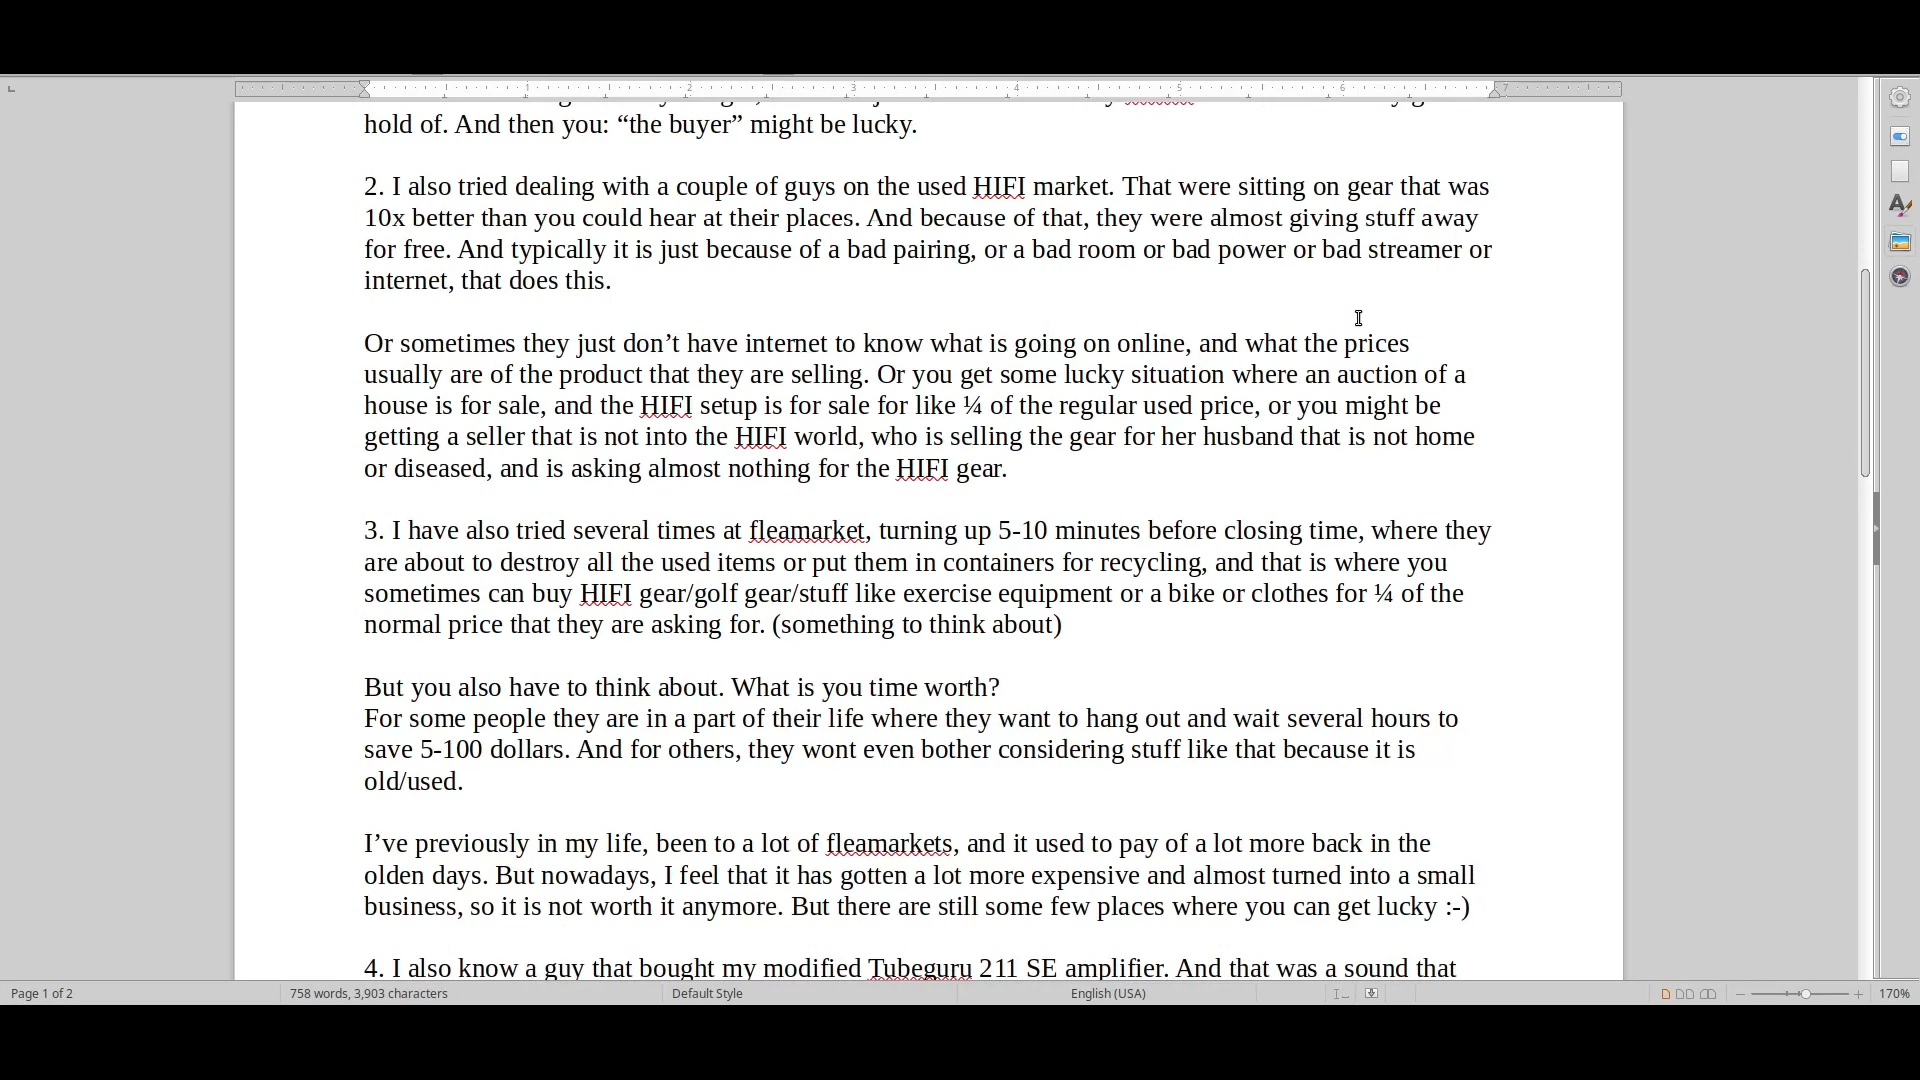 hold of. And then you: “the buyer” might be lucky.
2. I also tried dealing with a couple of guys on the used HIFI market. That were sitting on gear that was
10x better than you could hear at their places. And because of that, they were almost giving stuff away
for free. And typically it is just because of a bad pairing, or a bad room or bad power or bad streamer or
internet, that does this.
Or sometimes they just don’t have internet to know what is going on online, and what the prices
usually are of the product that they are selling. Or you get some lucky situation where an auction of a
house is for sale, and the HIFI setup is for sale for like ¼ of the regular used price, or you might be
getting a seller that is not into the HIFI world, who is selling the gear for her husband that is not home
or diseased, and is asking almost nothing for the HIFI gear.
3. I have also tried several times at fleamarket, turning up 5-10 minutes before closing time, where they
are about to destroy all the used items or put them in containers for recycling, and that is where you
sometimes can buy HIFI gear/golf gear/stuff like exercise equipment or a bike or clothes for ¼ of the
normal price that they are asking for. (something to think about)
But you also have to think about. What is you time worth?
For some people they are in a part of their life where they want to hang out and wait several hours to
save 5-100 dollars. And for others, they wont even bother considering stuff like that because it is
old/used.
I’ve previously in my life, been to a lot of fleamarkets, and it used to pay of a lot more back in the
olden days. But nowadays, I feel that it has gotten a lot more expensive and almost turned into a small
business, so it is not worth it anymore. But there are still some few places where you can get lucky :-)
4. I also know a guy that bought my modified Tubeguru 211 SE amplifier. And that was a sound that
Page 1 of 2
758 words, 3,903 characters
Default Style
English (USA)
170%
1 2 3 4 5 6 7